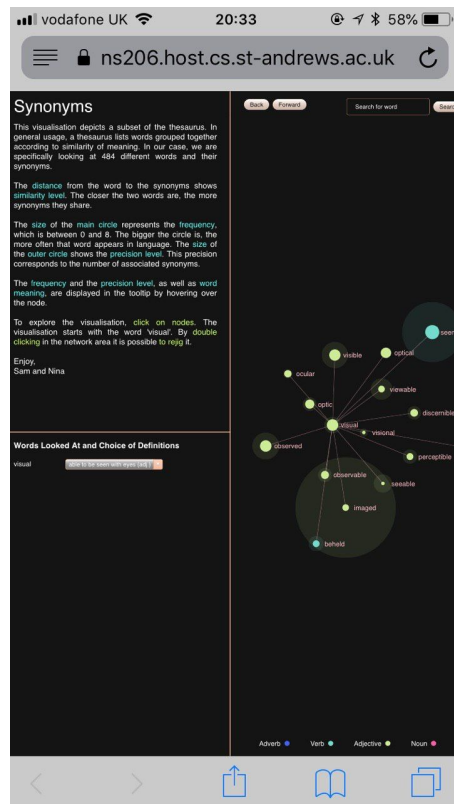 vodafone UK 20:33 58%
ns206.host.cs.st-andrews.ac.uk
Synonyms
This visualisation depicts a subset of the thesaurus. In
general usage, a thesaurus lists words grouped together
according to similarity of meaning. In our case, we are
specifically looking at 484 different words and their
synonyms.
The distance from the word to the synonyms shows
similarity level. The closer the two words are, the more
synonyms they share.
The size of the main circle represents the frequency,
which is between 0 and 8. The bigger the circle is, the
more often that word appears in language. The size of
the outer circle shows the precision level. This precision
corresponds to the number of associated synonyms.
The frequency and the precision level, as well as word
meaning, are displayed in the tooltip by hovering over
the node.
To explore the visualisation, click on nodes. The
visualisation starts with the word 'visual'. By double
clicking in the network area it is possible to rejig it.
Enjoy,
Sam and Nina
Words Looked At and Choice of Definitions
visual able to be seen with eyes (adj.)
Back Forward Search for word Searc
seen
visible
optical
ocular
viewable
optic
discernible
visual
visional
observed
perceptible
observable
seeable
imaged
beheld
Adverb Verb Adjective Noun